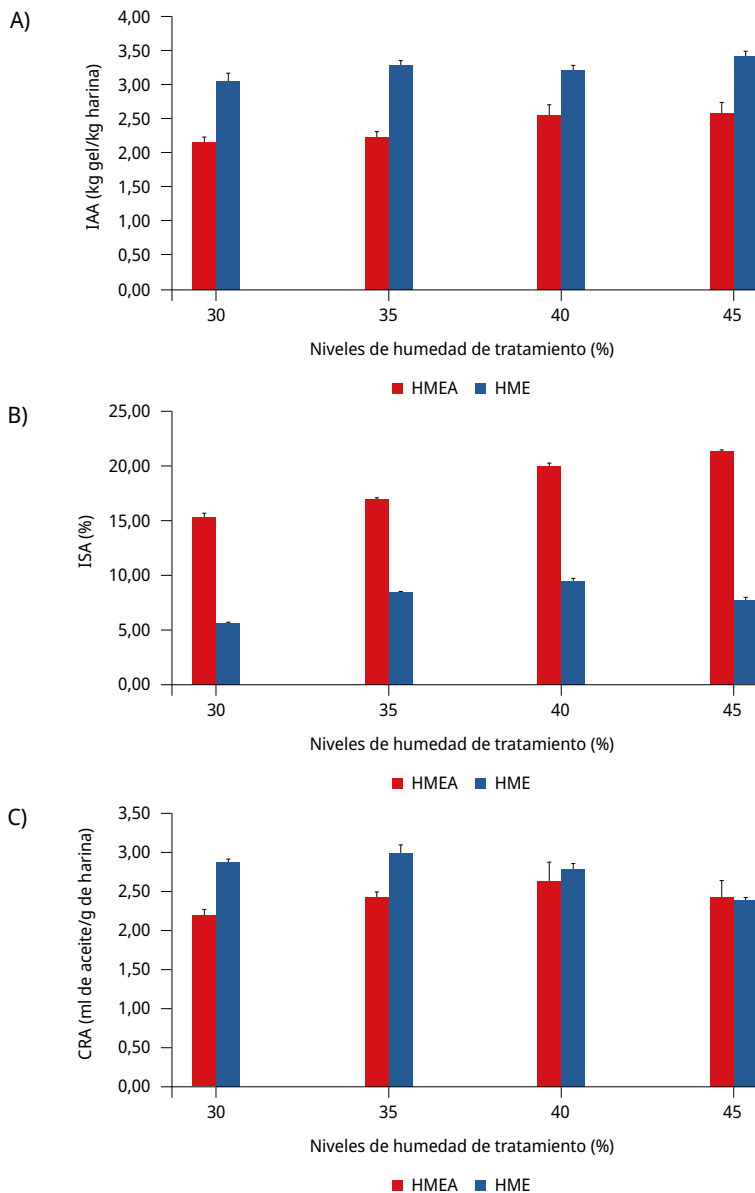 A)
IAA (kg gel/kg harina)
4,00
3,50
3,00
2,50
2,00
1,50
1,00
0,50
0,00
30 35 40 45
Niveles de humedad de tratamiento (%)
HMEA HME
B)
ISA (%)
25,00
20,00
15,00
10,00
5,00
0,00
30 35 40 45
Niveles de humedad de tratamiento (%)
HMEA HME
C)
CRA (ml de aceite/g de harina)
3,50
3,00
2,50
2,00
1,50
1,00
0,50
0,00
30 35 40 45
Niveles de humedad de tratamiento (%)
HMEA HME